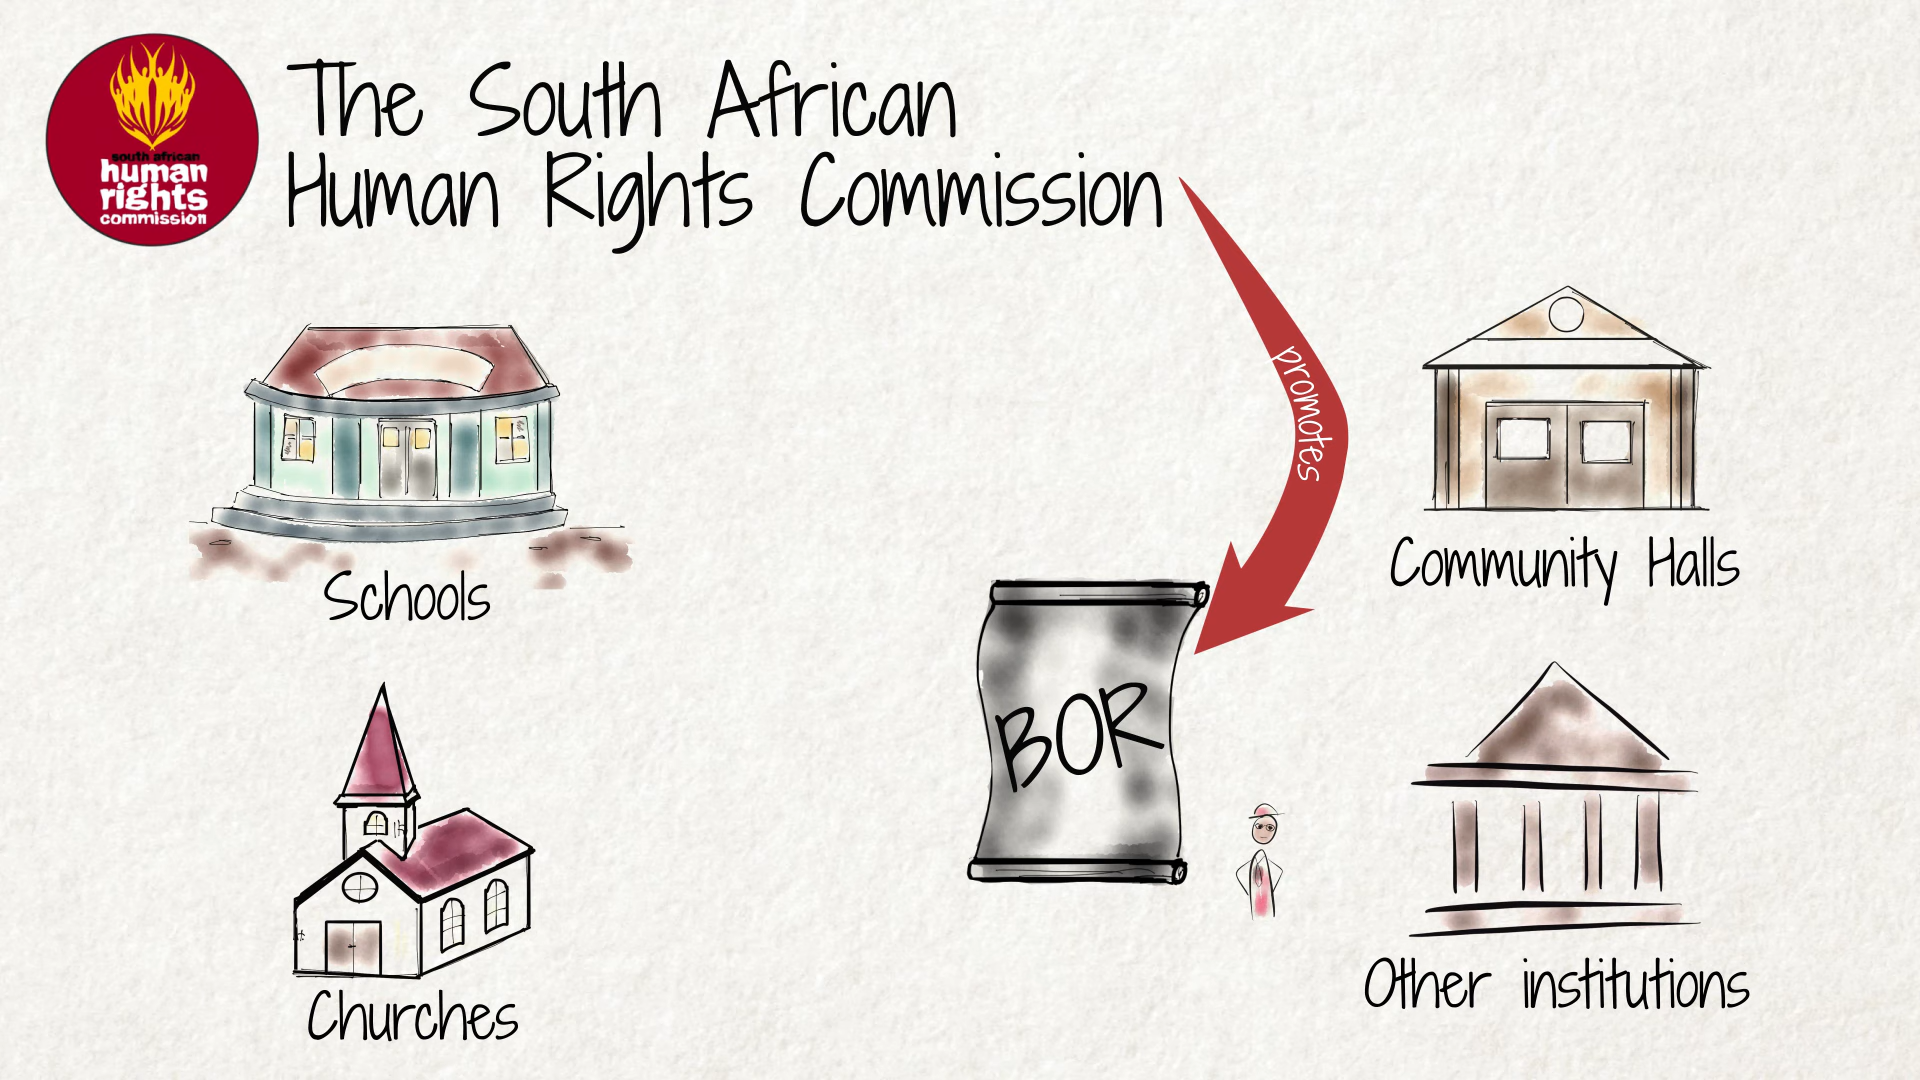 south african
human
rights
commission
The South African
Human Rights Commission
promotes
Schools
Community Halls
BOR
Churches
Other institutions